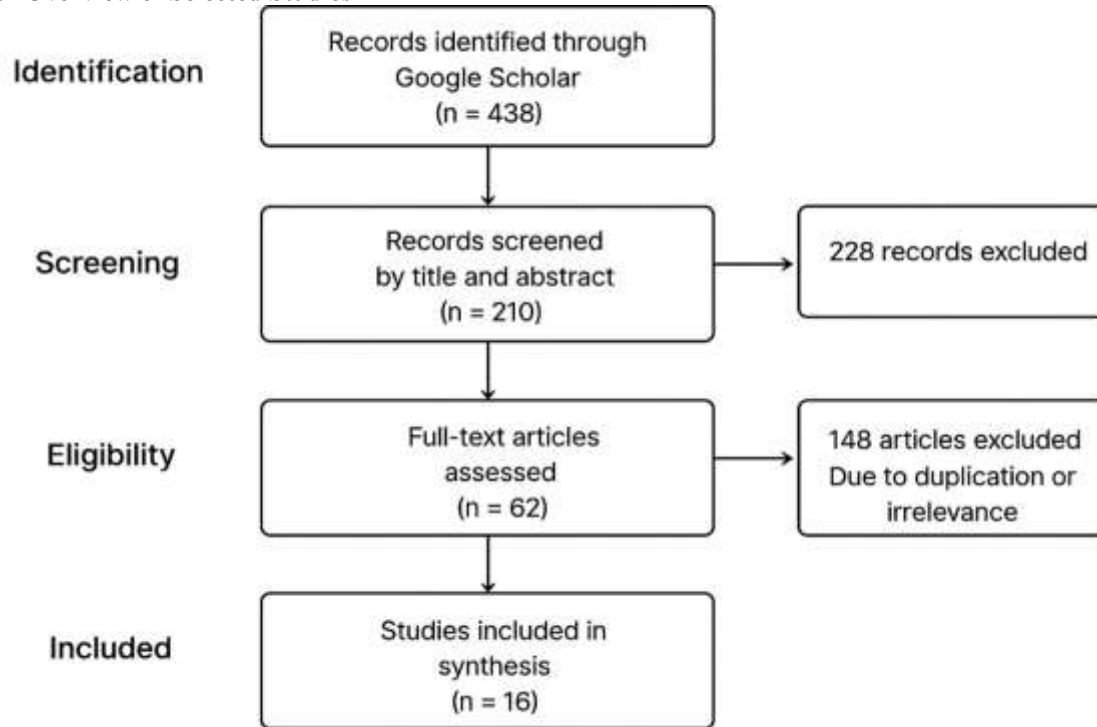 Records identified through
Google Scholar
(n = 438)
Identification
Records screened
by title and abstract
(n = 210)
Screening
228 records excluded
Full-text articles
assessed
(n = 62)
Eligibility
148 articles excluded
Due to duplication or
irrelevance
Studies included in
synthesis
(n = 16)
Included